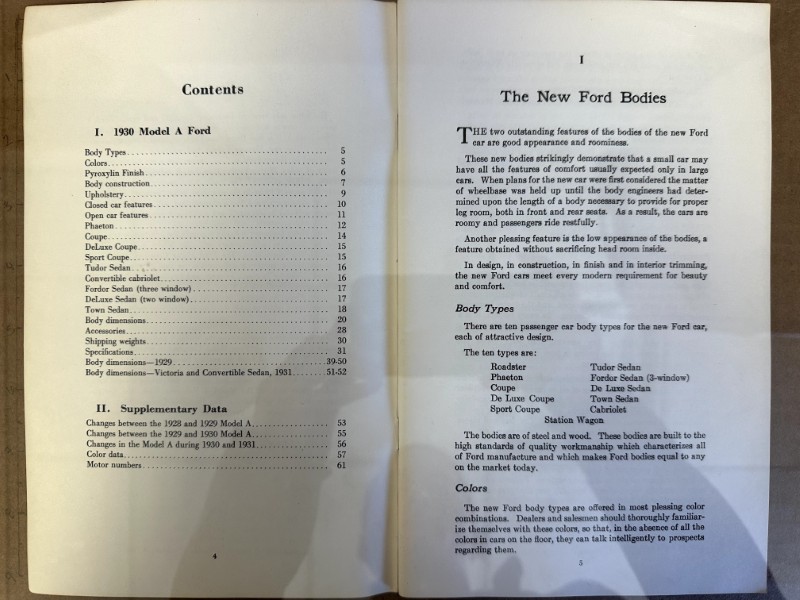 Contents
I. 1930 Model A Ford
Body Types 5
Colors 5
Pyroxylin Finish 6
Body construction 7
Upholstery 9
Closed car features 10
Open car features 11
Phaeton 12
Coupe 14
DeLuxe Coupe 15
Sport Coupe 15
Tudor Sedan 16
Convertible cabriolet 16
Fordor Sedan (three window) 17
DeLuxe Sedan (two window) 17
Town Sedan 18
Body dimensions 20
Accessories 28
Shipping weights 30
Specifications 31
Body dimensions—1929 39-50
Body dimensions—Victoria and Convertible Sedan, 1931 51-52
II. Supplementary Data
Changes between the 1928 and 1929 Model A 53
Changes between the 1929 and 1930 Model A 55
Changes in the Model A during 1930 and 1931 56
Color data 57
Motor numbers 61
4
I
The New Ford Bodies
THE two outstanding features of the bodies of the new Ford
car are good appearance and roominess.
These new bodies strikingly demonstrate that a small car may
have all the features of comfort usually expected only in large
cars. When plans for the new car were first considered the matter
of wheelbase was held up until the body engineers had deter-
mined upon the length of a body necessary to provide for proper
leg room, both in front and rear seats. As a result, the cars are
roomy and passengers ride restfully.
Another pleasing feature is the low appearance of the bodies, a
feature obtained without sacrificing head room inside.
In design, in construction, in finish and in interior trimming,
the new Ford cars meet every modern requirement for beauty
and comfort.
Body Types
There are ten passenger car body types for the new Ford car,
each of attractive design.
The ten types are:
Roadster Tudor Sedan
Phaeton Fordor Sedan (3-window)
Coupe De Luxe Sedan
De Luxe Coupe Town Sedan
Sport Coupe Cabriolet
Station Wagon
The bodies are of steel and wood. These bodies are built to the
high standards of quality workmanship which characterizes all
of Ford manufacture and which makes Ford bodies equal to any
on the market today.
Colors
The new Ford body types are offered in most pleasing color
combinations. Dealers and salesmen should thoroughly familiar-
ize themselves with these colors, so that, in the absence of all the
colors in cars on the floor, they can talk intelligently to prospects
regarding them.
5